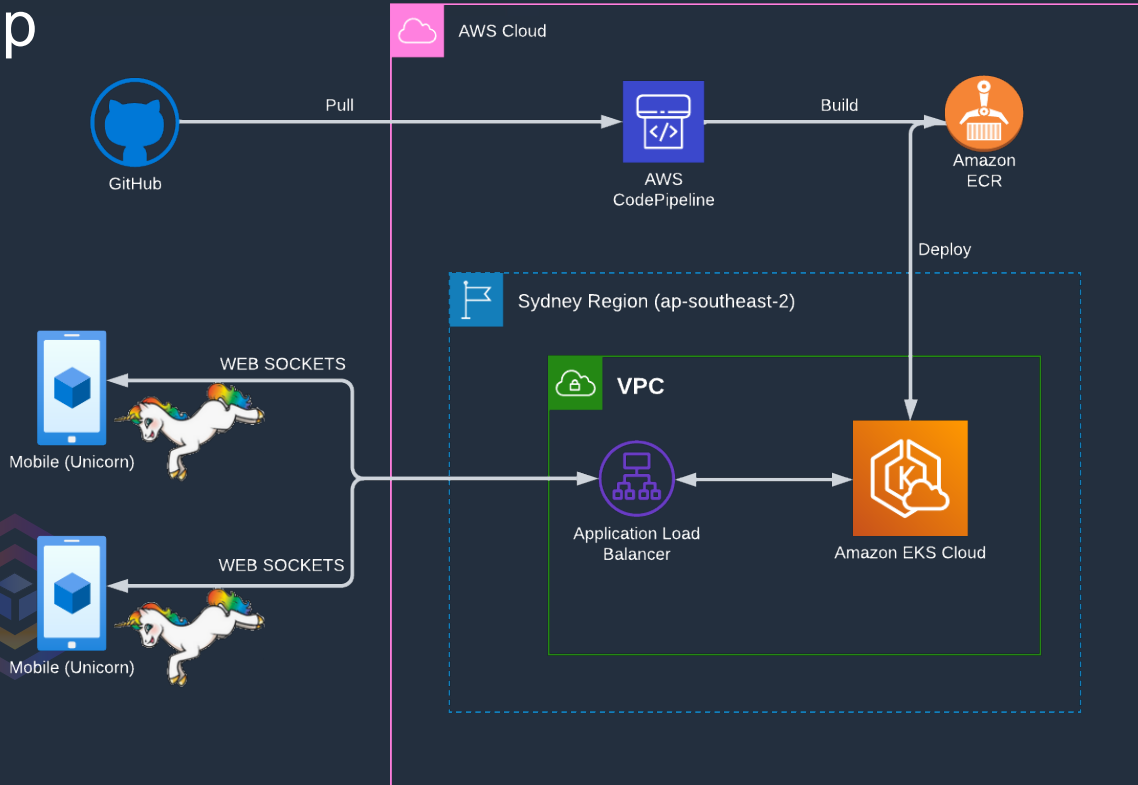 p
AWS Cloud
Pull
Build
GitHub
AWS
CodePipeline
Amazon
ECR
Deploy
Sydney Region (ap-southeast-2)
WEB SOCKETS
VPC
Mobile (Unicorn)
Application Load
Balancer
Amazon EKS Cloud
WEB SOCKETS
Mobile (Unicorn)